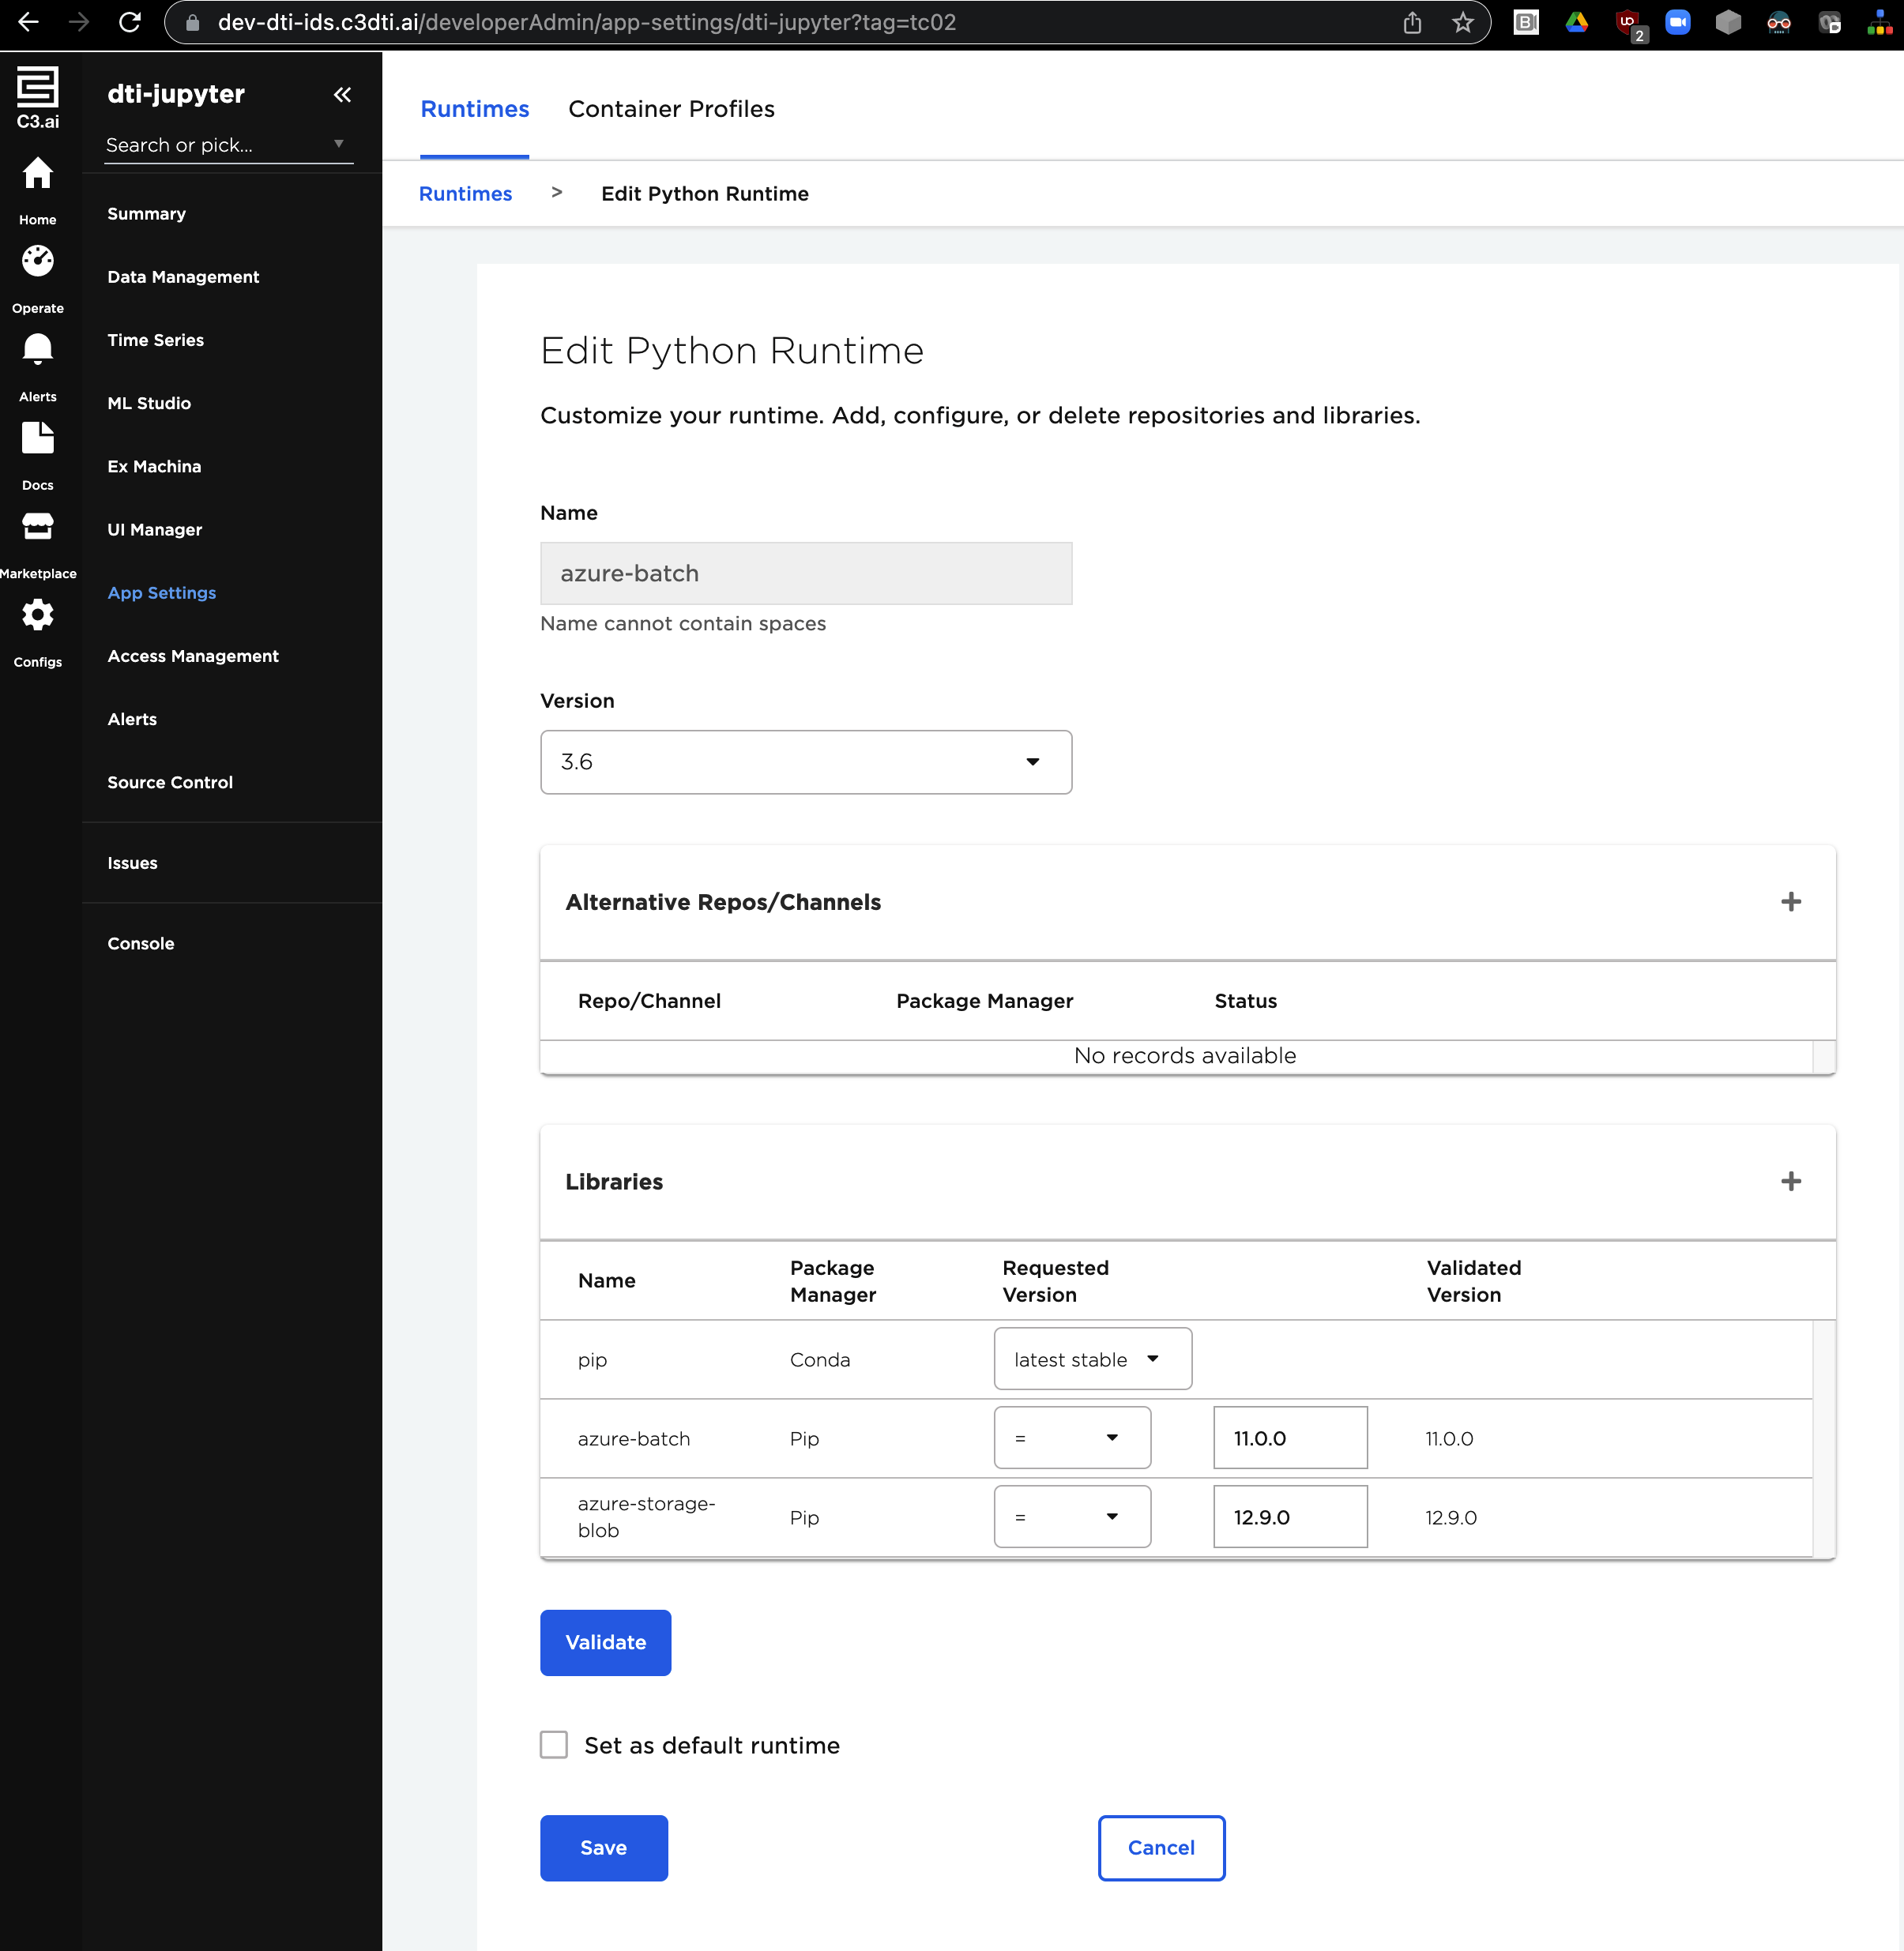 dev-dti-ids.c3dti.ai/developerAdmin/app-settings/dti-jupyter?tag=tc02
2
C3.ai
Home
Operate
Alerts
Docs
Marketplace
Configs
dti-jupyter
Search or pick...
Summary
Data Management
Time Series
ML Studio
Ex Machina
UI Manager
App Settings
Access Management
Alerts
Source Control
Issues
Console
Runtimes Container Profiles
Runtimes > Edit Python Runtime
Edit Python Runtime
Customize your runtime. Add, configure, or delete repositories and libraries.
Name
azure-batch
Name cannot contain spaces
Version
3.6
Alternative Repos/Channels +
Repo/Channel Package Manager Status
No records available
Libraries +
Name Package Manager Requested Version Validated Version
pip Conda latest stable
azure-batch Pip = 11.0.0 11.0.0
azure-storage-blob Pip = 12.9.0 12.9.0
Validate
Set as default runtime
Save Cancel